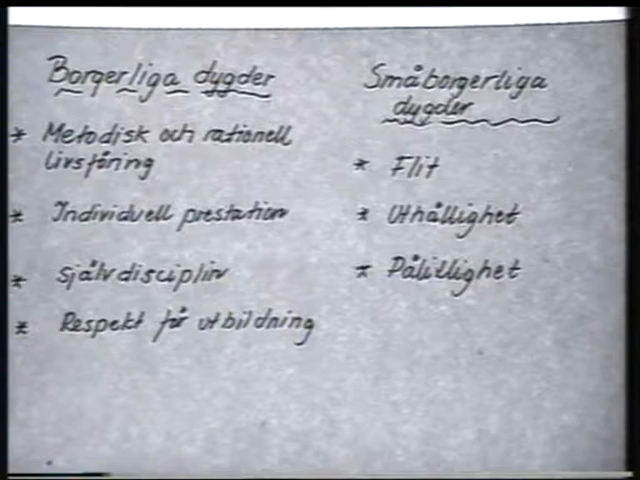 Borgerliga dygder
* Metodisk och rationell
livsföring
* Individuell prestation
* Självdisciplin
* Respekt för utbildning
Småborgerliga
dygder
* Flit
* Uthållighet
* Pålitlighet